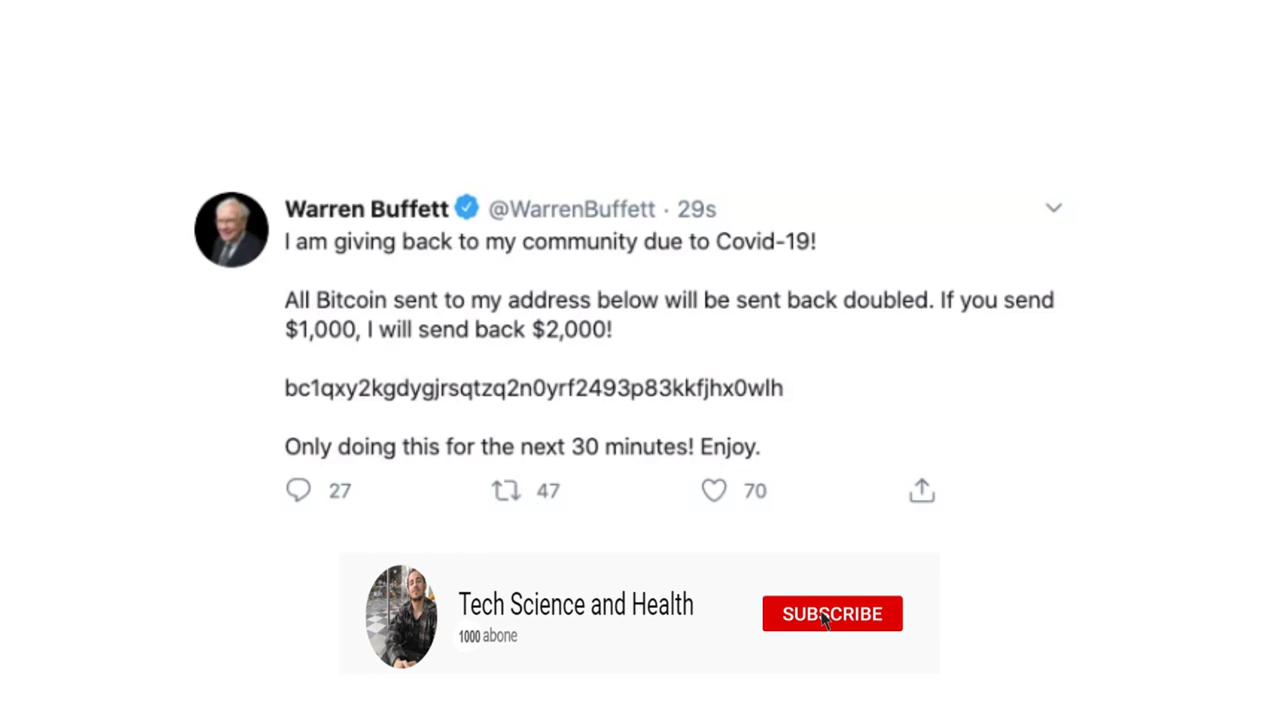 Warren Buffett @WarrenBuffett · 29s
I am giving back to my community due to Covid-19!
All Bitcoin sent to my address below will be sent back doubled. If you send
$1,000, I will send back $2,000!
bc1qxy2kgdygjrsqtzq2n0yrf2493p83kkfjhx0wlh
Only doing this for the next 30 minutes! Enjoy.
27 47 70
Tech Science and Health
1000 abone
SUBSCRIBE